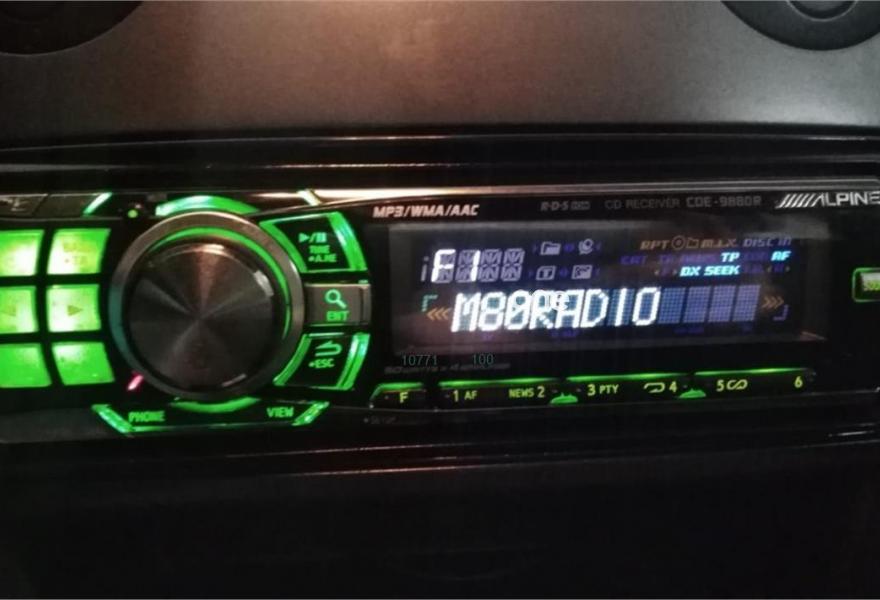 MP3/WMA/AAC
R·D·S
CD RECEIVER CDE-9880R
ALPINE
TUNE
A.ME
RPT M.I.X. DISC IN
TP AF
DX SEEK
F1
M80RADIO
ENT
ESC
10771 100
F 1 AF NEWS 2 3 PTY 4 5 6
PHONE VIEW